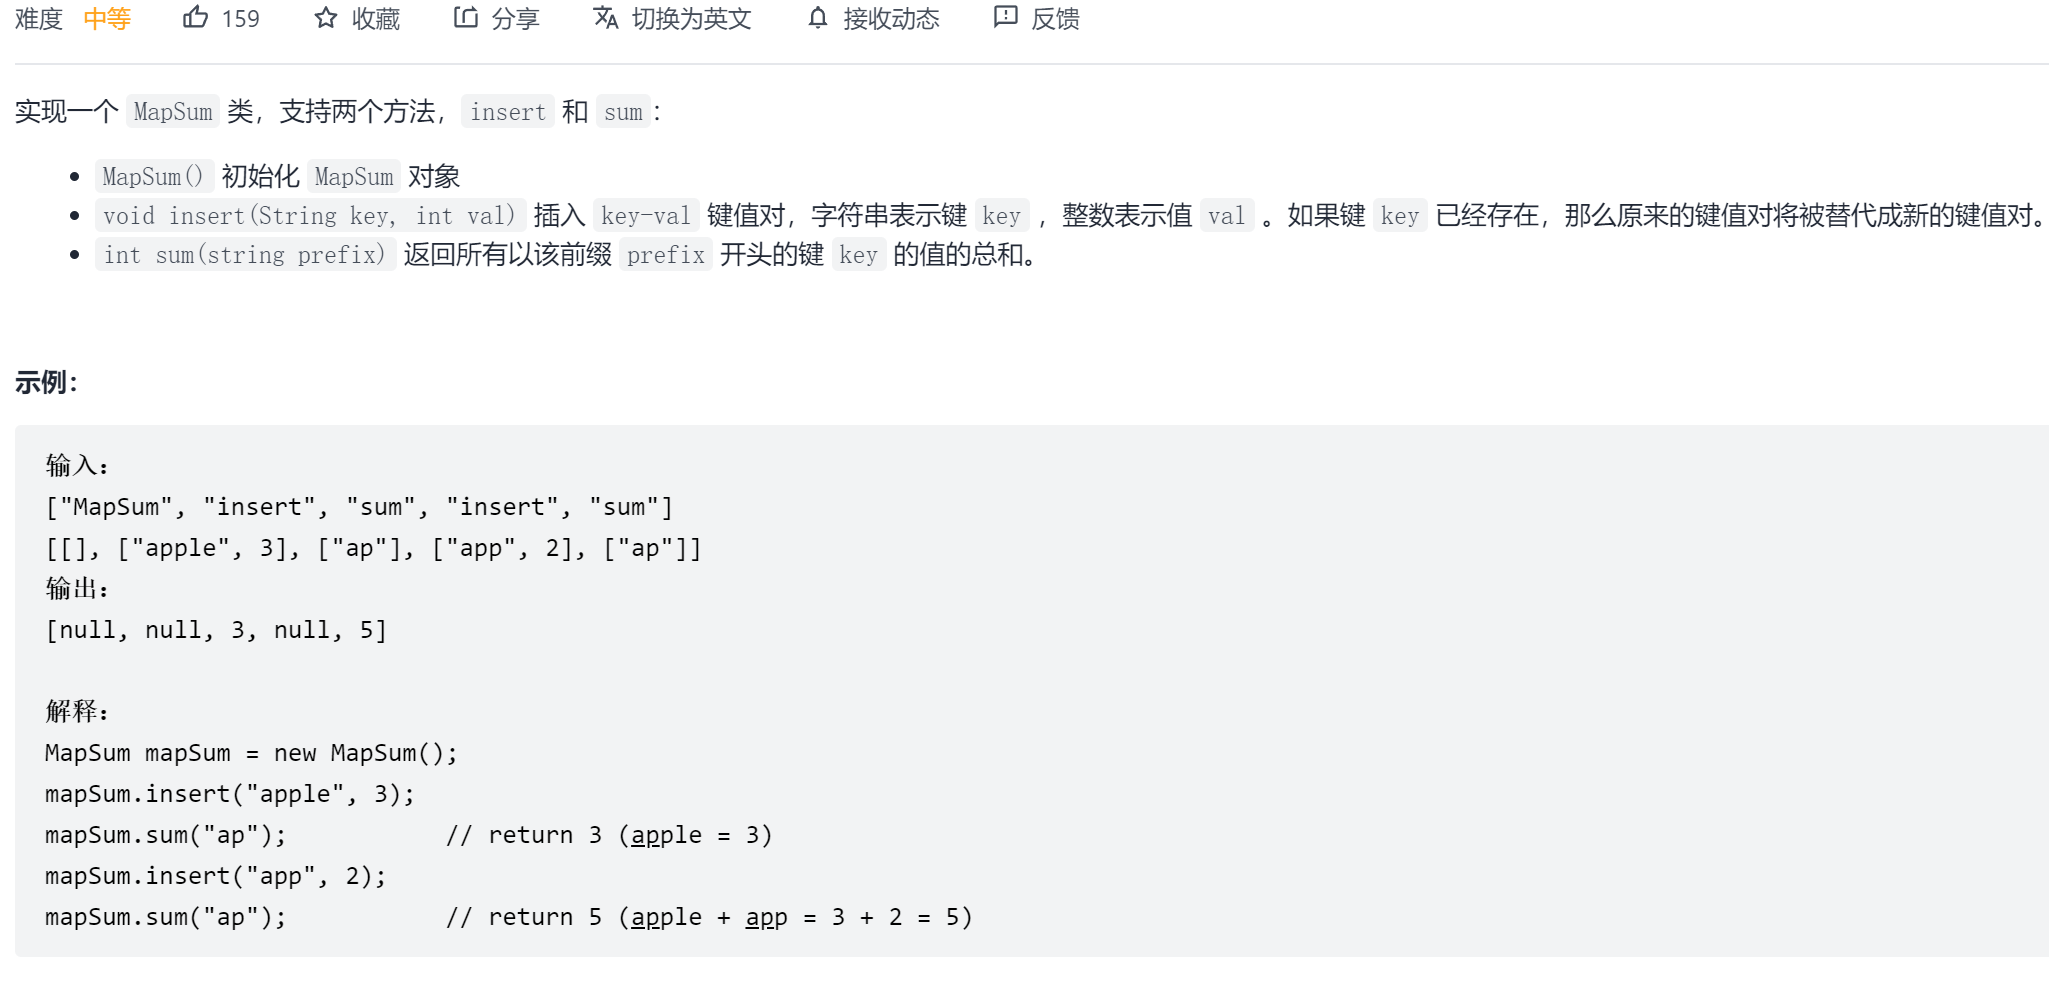 难度 中等 159 收藏 分享 切换为英文 接收动态 反馈
实现一个 MapSum 类，支持两个方法，insert 和 sum：
MapSum() 初始化 MapSum 对象
void insert(String key, int val) 插入 key-val 键值对，字符串表示键 key ，整数表示值 val 。如果键 key 已经存在，那么原来的键值对将被替代成新的键值对。
int sum(string prefix) 返回所有以该前缀 prefix 开头的键 key 的值的总和。
示例：
输入：
["MapSum", "insert", "sum", "insert", "sum"]
[[], ["apple", 3], ["ap"], ["app", 2], ["ap"]]
输出：
[null, null, 3, null, 5]
解释：
MapSum mapSum = new MapSum();
mapSum.insert("apple", 3);
mapSum.sum("ap");           // return 3 (apple = 3)
mapSum.insert("app", 2);
mapSum.sum("ap");           // return 5 (apple + app = 3 + 2 = 5)